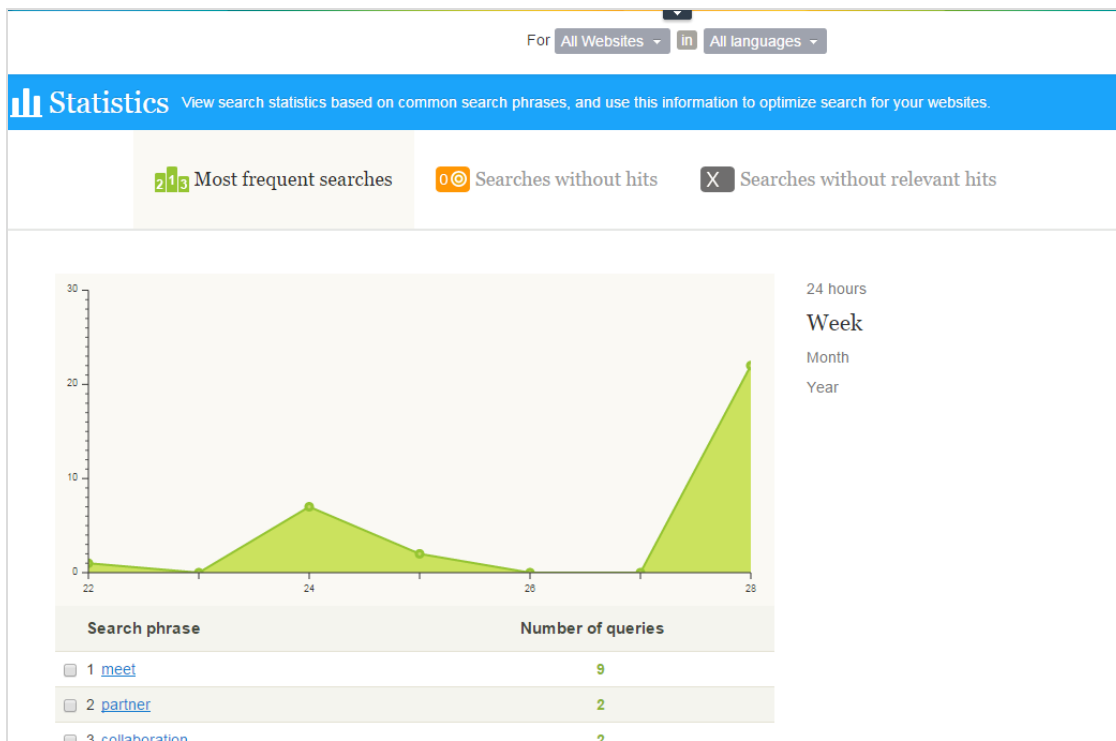 For All Websites in All languages
Statistics View search statistics based on common search phrases, and use this information to optimize search for your websites.
213 Most frequent searches 0 Searches without hits X Searches without relevant hits
30
20
10
0
22 24 26 28
24 hours
Week
Month
Year
Search phrase Number of queries
1 meet 9
2 partner 2
3 collaboration 2